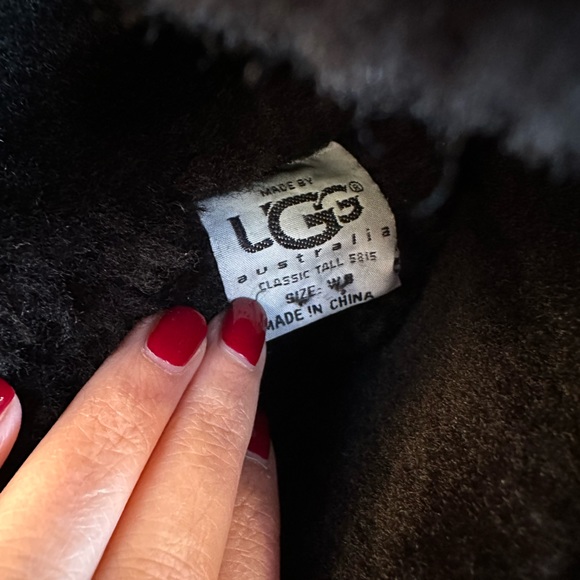 MADE BY
UGG®
australia
CLASSIC TALL 5815
SIZE: W
MADE IN CHINA